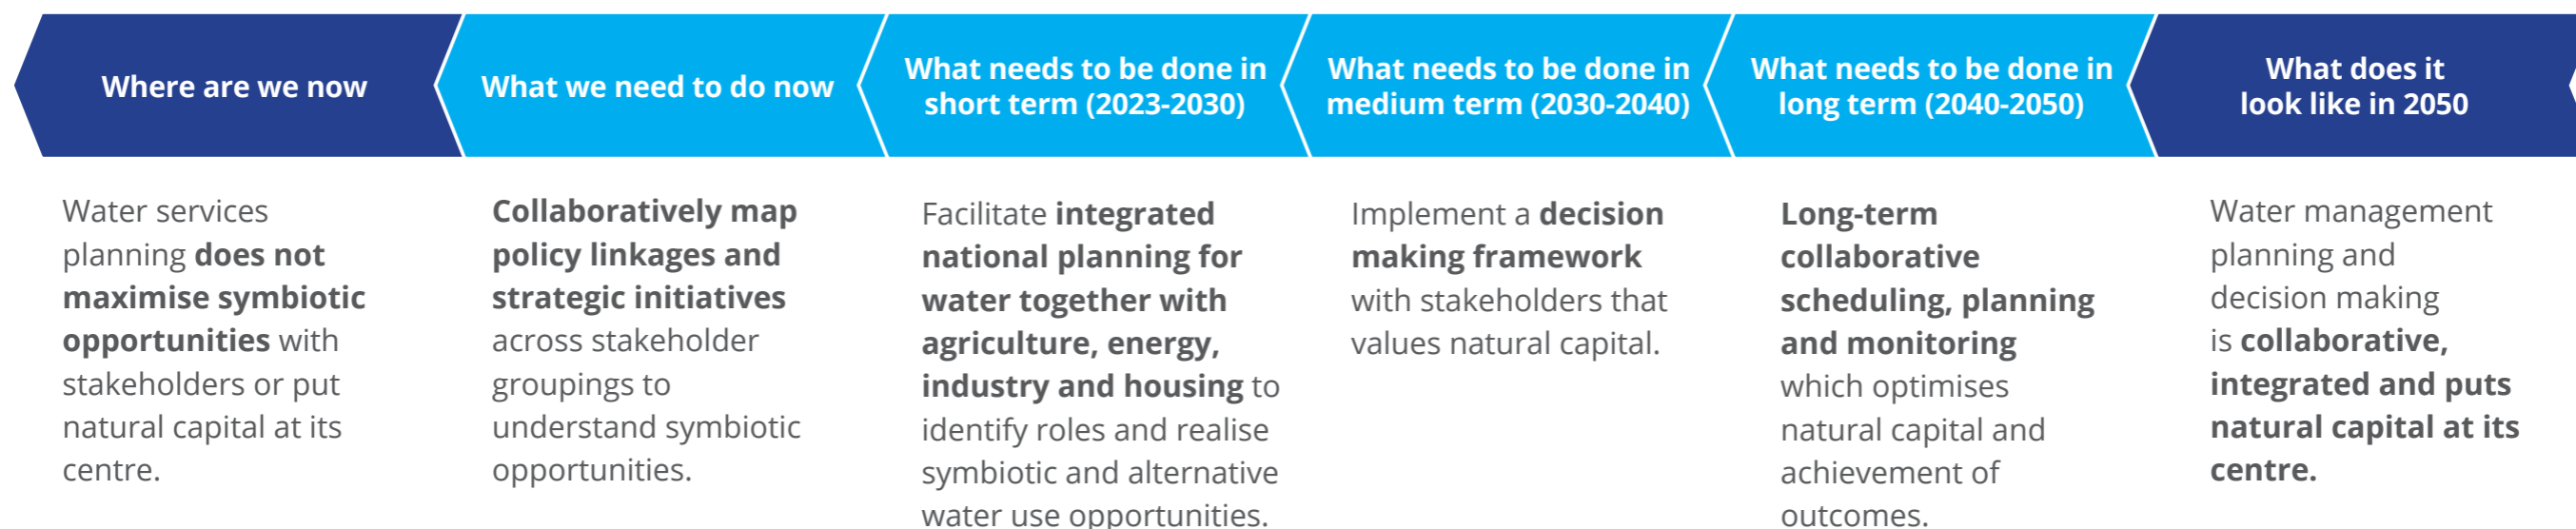 Where are we now
What we need to do now
What needs to be done in
short term (2023-2030)
What needs to be done in
medium term (2030-2040)
What needs to be done in
long term (2040-2050)
What does it
look like in 2050
Water services
planning does not
maximise symbiotic
opportunities with
stakeholders or put
natural capital at its
centre.
Collaboratively map
policy linkages and
strategic initiatives
across stakeholder
groupings to
understand symbiotic
opportunities.
Facilitate integrated
national planning for
water together with
agriculture, energy,
industry and housing to
identify roles and realise
symbiotic and alternative
water use opportunities.
Implement a decision
making framework
with stakeholders that
values natural capital.
Long-term
collaborative
scheduling, planning
and monitoring
which optimises
natural capital and
achievement of
outcomes.
Water management
planning and
decision making
is collaborative,
integrated and puts
natural capital at its
centre.